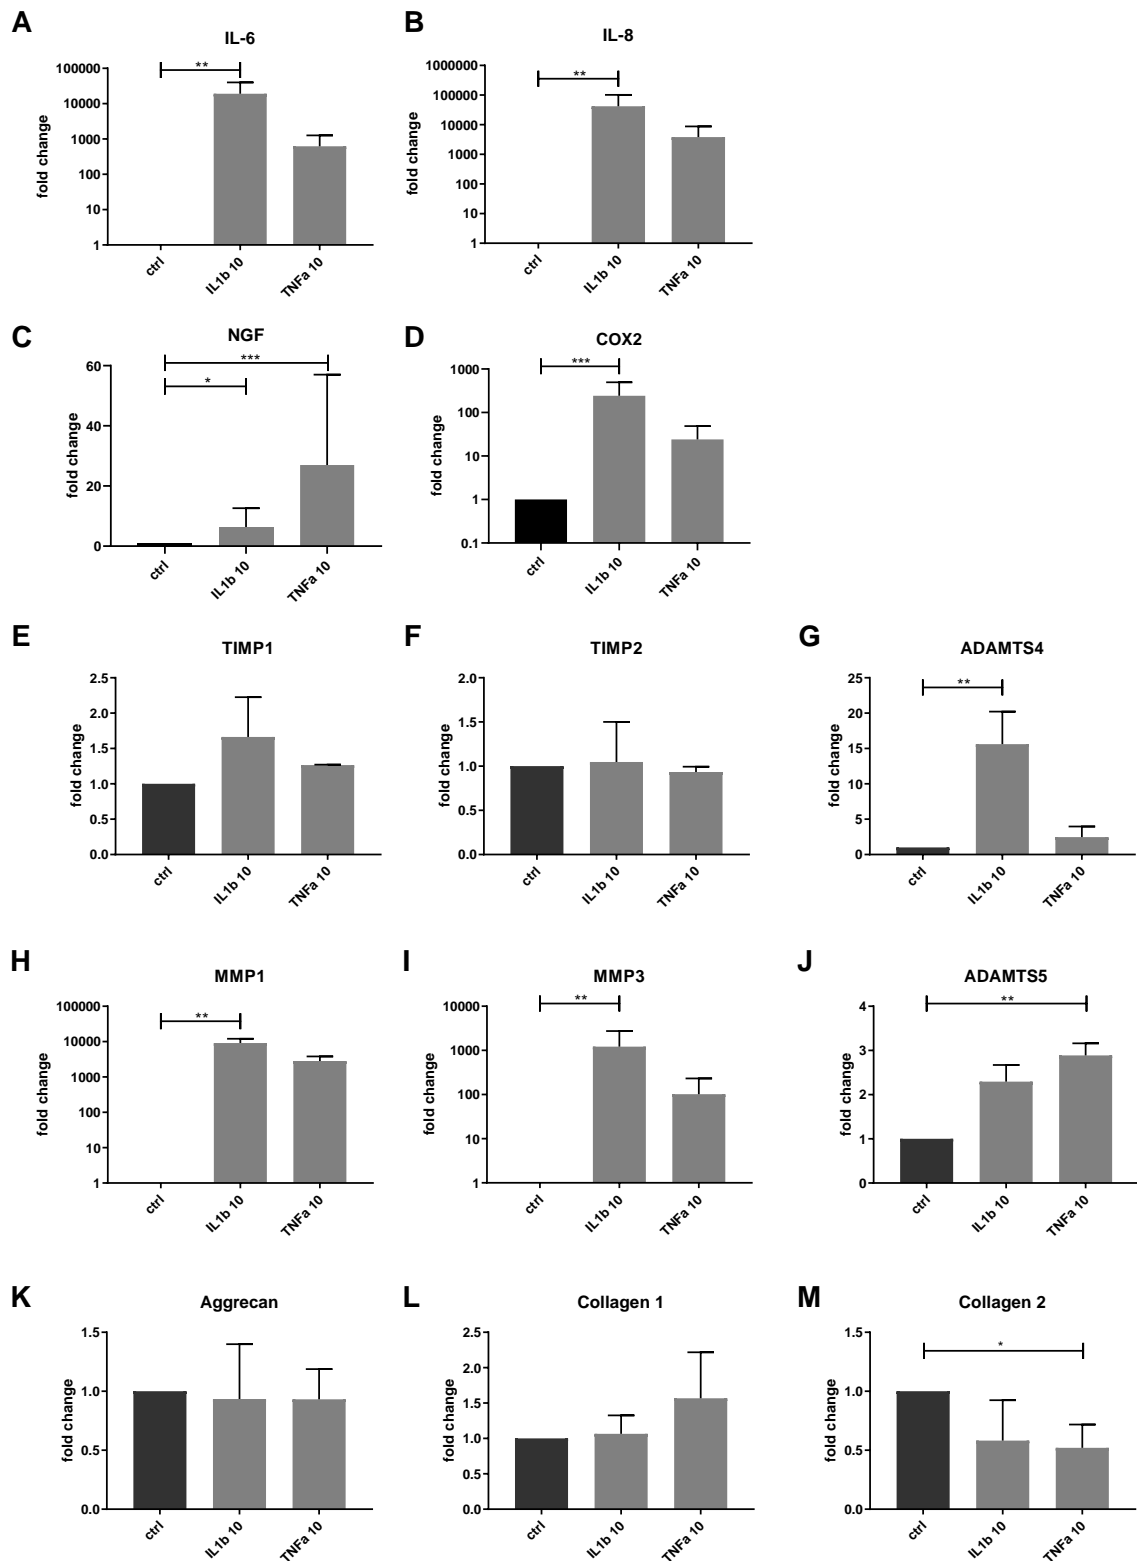 A
IL-6
fold change
100000
10000
1000
100
10
1
**
ctrl
IL1b 10
TNFa 10
B
IL-8
fold change
1000000
100000
10000
1000
100
10
1
**
ctrl
IL1b 10
TNFa 10
C
NGF
fold change
60
40
20
0
***
*
ctrl
IL1b 10
TNFa 10
D
COX2
fold change
1000
100
10
1
0.1
***
ctrl
IL1b 10
TNFa 10
E
TIMP1
fold change
2.5
2.0
1.5
1.0
0.5
0.0
ctrl
IL1b 10
TNFa 10
F
TIMP2
fold change
2.0
1.5
1.0
0.5
0.0
ctrl
IL1b 10
TNFa 10
G
ADAMTS4
fold change
25
20
15
10
5
0
**
ctrl
IL1b 10
TNFa 10
H
MMP1
fold change
100000
10000
1000
100
10
1
**
ctrl
IL1b 10
TNFa 10
I
MMP3
fold change
10000
1000
100
10
1
**
ctrl
IL1b 10
TNFa 10
J
ADAMTS5
fold change
4
3
2
1
0
**
ctrl
IL1b 10
TNFa 10
K
Aggrecan
fold change
1.5
1.0
0.5
0.0
ctrl
IL1b 10
TNFa 10
L
Collagen 1
fold change
2.5
2.0
1.5
1.0
0.5
0.0
ctrl
IL1b 10
TNFa 10
M
Collagen 2
fold change
1.5
1.0
0.5
0.0
*
ctrl
IL1b 10
TNFa 10